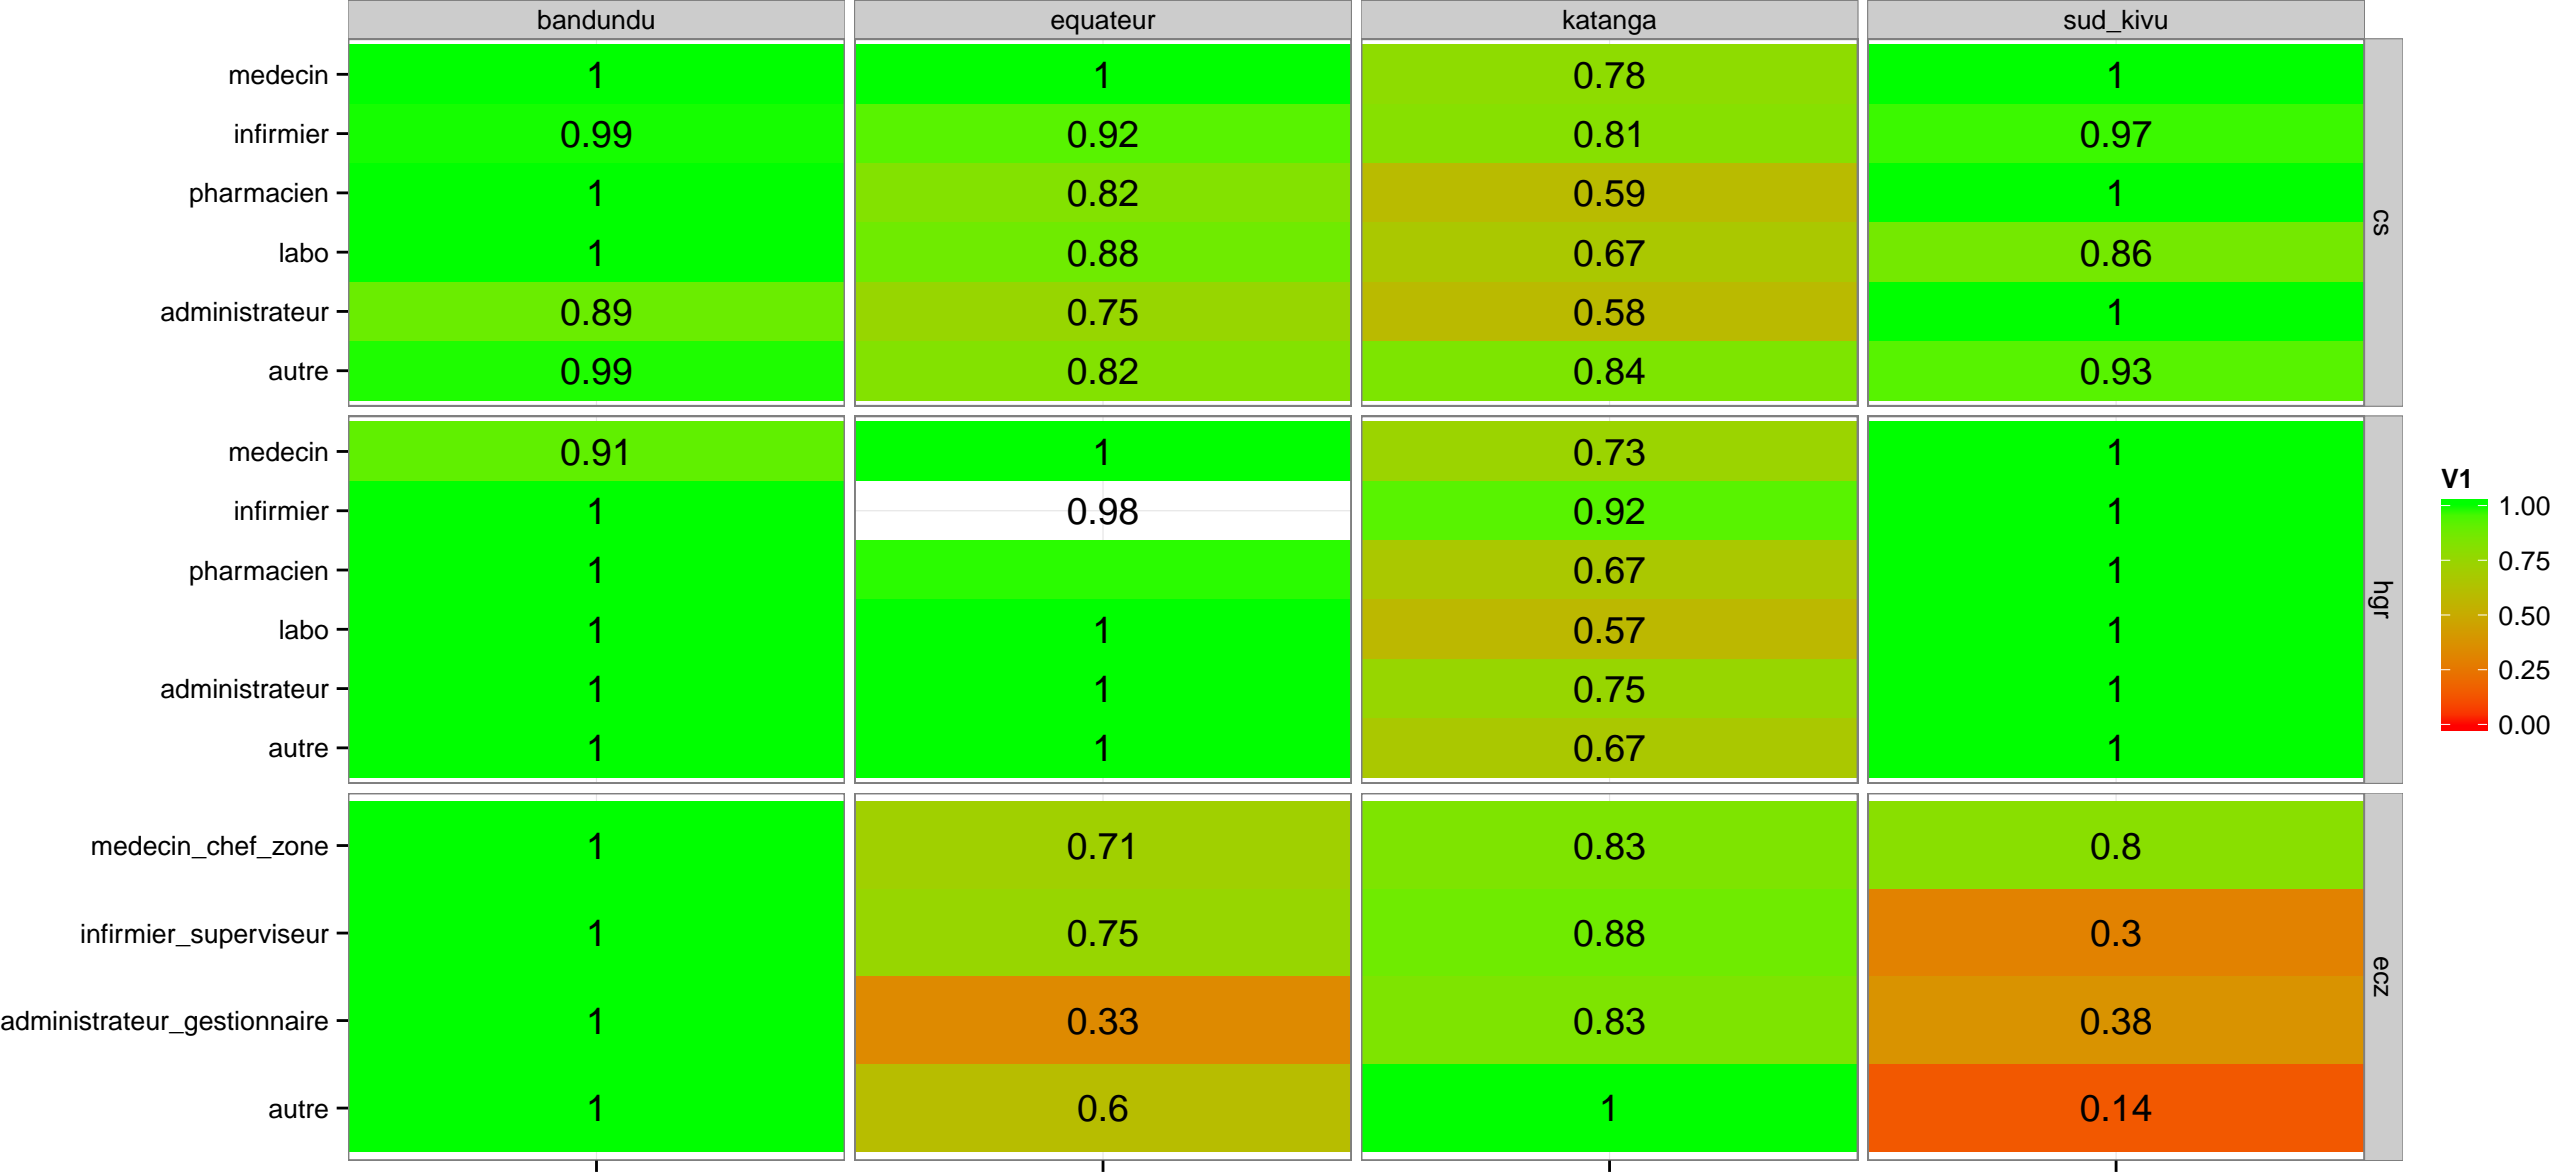 bandundu equateur katanga sud_kivu
medecin 1 1 0.78 1
infirmier 0.99 0.92 0.81 0.97
pharmacien 1 0.82 0.59 1
cs
labo 1 0.88 0.67 0.86
administrateur 0.89 0.75 0.58 1
autre 0.99 0.82 0.84 0.93
medecin 0.91 1 0.73 1
infirmier 1 0.98 0.92 1
pharmacien 1 0.67 1
hgr
labo 1 1 0.57 1
administrateur 1 1 0.75 1
autre 1 1 0.67 1
medecin_chef_zone 1 0.71 0.83 0.8
infirmier_superviseur 1 0.75 0.88 0.3
ecz
administrateur_gestionnaire 1 0.33 0.83 0.38
autre 1 0.6 1 0.14
V1
1.00
0.75
0.50
0.25
0.00